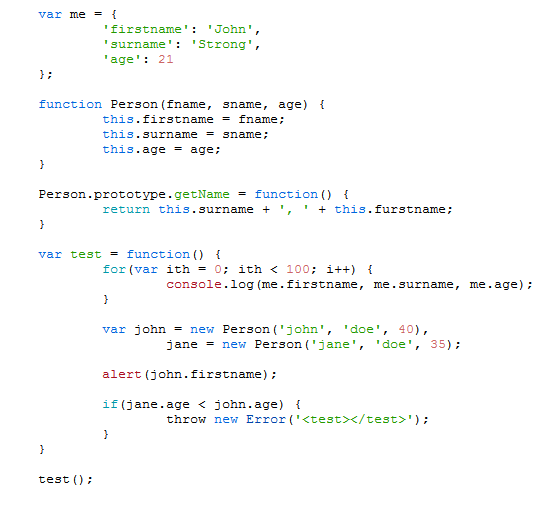 var me = {
        'firstname': 'John',
        'surname': 'Strong',
        'age': 21
};

function Person(fname, sname, age) {
        this.firstname = fname;
        this.surname = sname;
        this.age = age;
}

Person.prototype.getName = function() {
        return this.surname + ', ' + this.furstname;
}

var test = function() {
        for(var ith = 0; ith < 100; i++) {
                console.log(me.firstname, me.surname, me.age);
        }

        var john = new Person('john', 'doe', 40),
                jane = new Person('jane', 'doe', 35);

        alert(john.firstname);

        if(jane.age < john.age) {
                throw new Error('<test></test>');
        }
}

test();